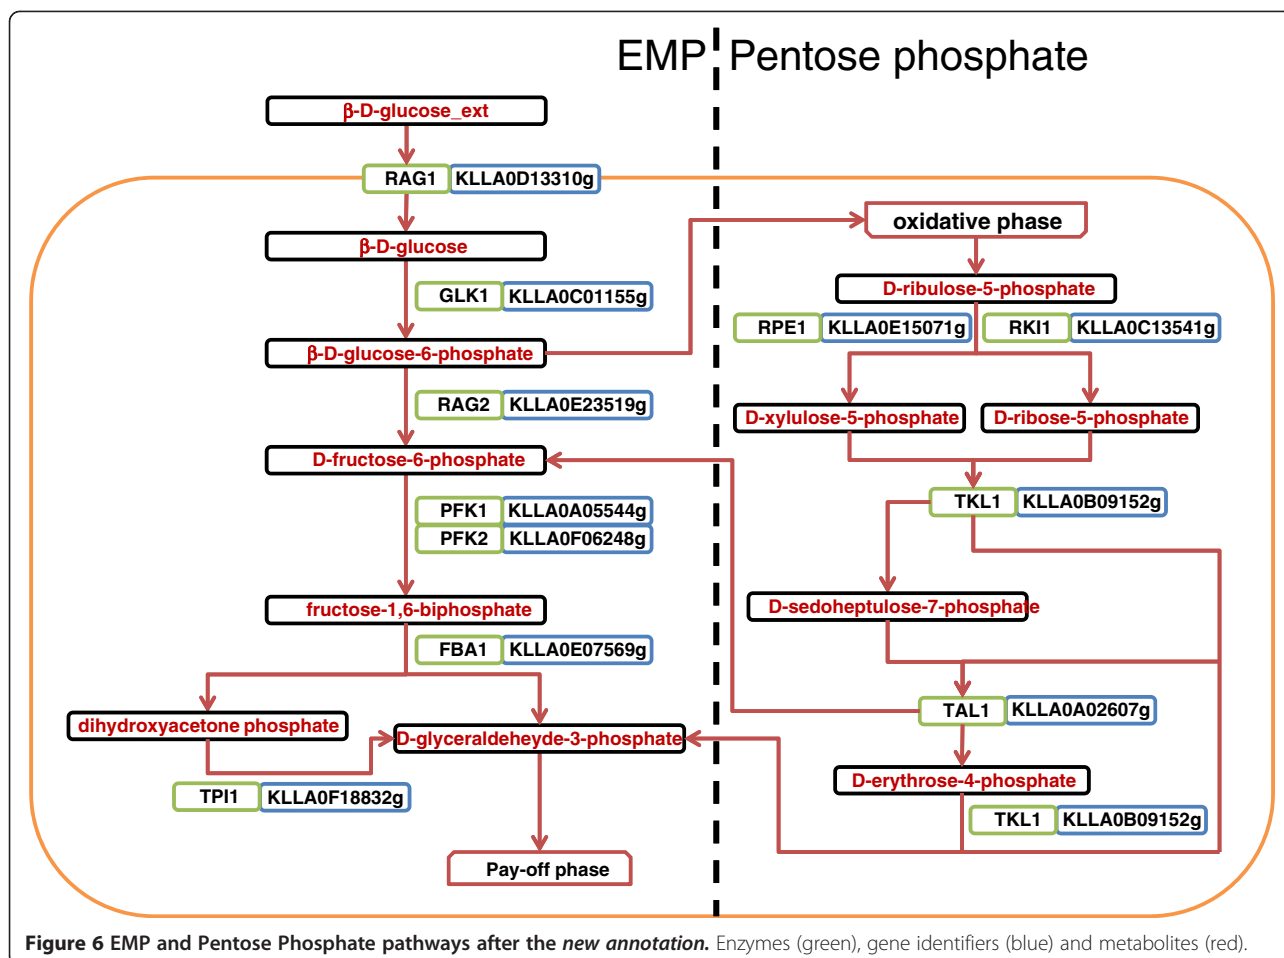 EMP Pentose phosphate
β-D-glucose_ext
RAG1 KLLA0D13310g
β-D-glucose
GLK1 KLLA0C01155g
β-D-glucose-6-phosphate
RAG2 KLLA0E23519g
D-fructose-6-phosphate
PFK1 KLLA0A05544g
PFK2 KLLA0F06248g
fructose-1,6-biphosphate
FBA1 KLLA0E07569g
dihydroxyacetone phosphate
D-glyceraldeheyde-3-phosphate
TPI1 KLLA0F18832g
Pay-off phase
oxidative phase
D-ribulose-5-phosphate
RPE1 KLLA0E15071g
RKI1 KLLA0C13541g
D-xylulose-5-phosphate
D-ribose-5-phosphate
TKL1 KLLA0B09152g
D-sedoheptulose-7-phosphate
TAL1 KLLA0A02607g
D-erythrose-4-phosphate
TKL1 KLLA0B09152g
Figure 6 EMP and Pentose Phosphate pathways after the new annotation. Enzymes (green), gene identifiers (blue) and metabolites (red).